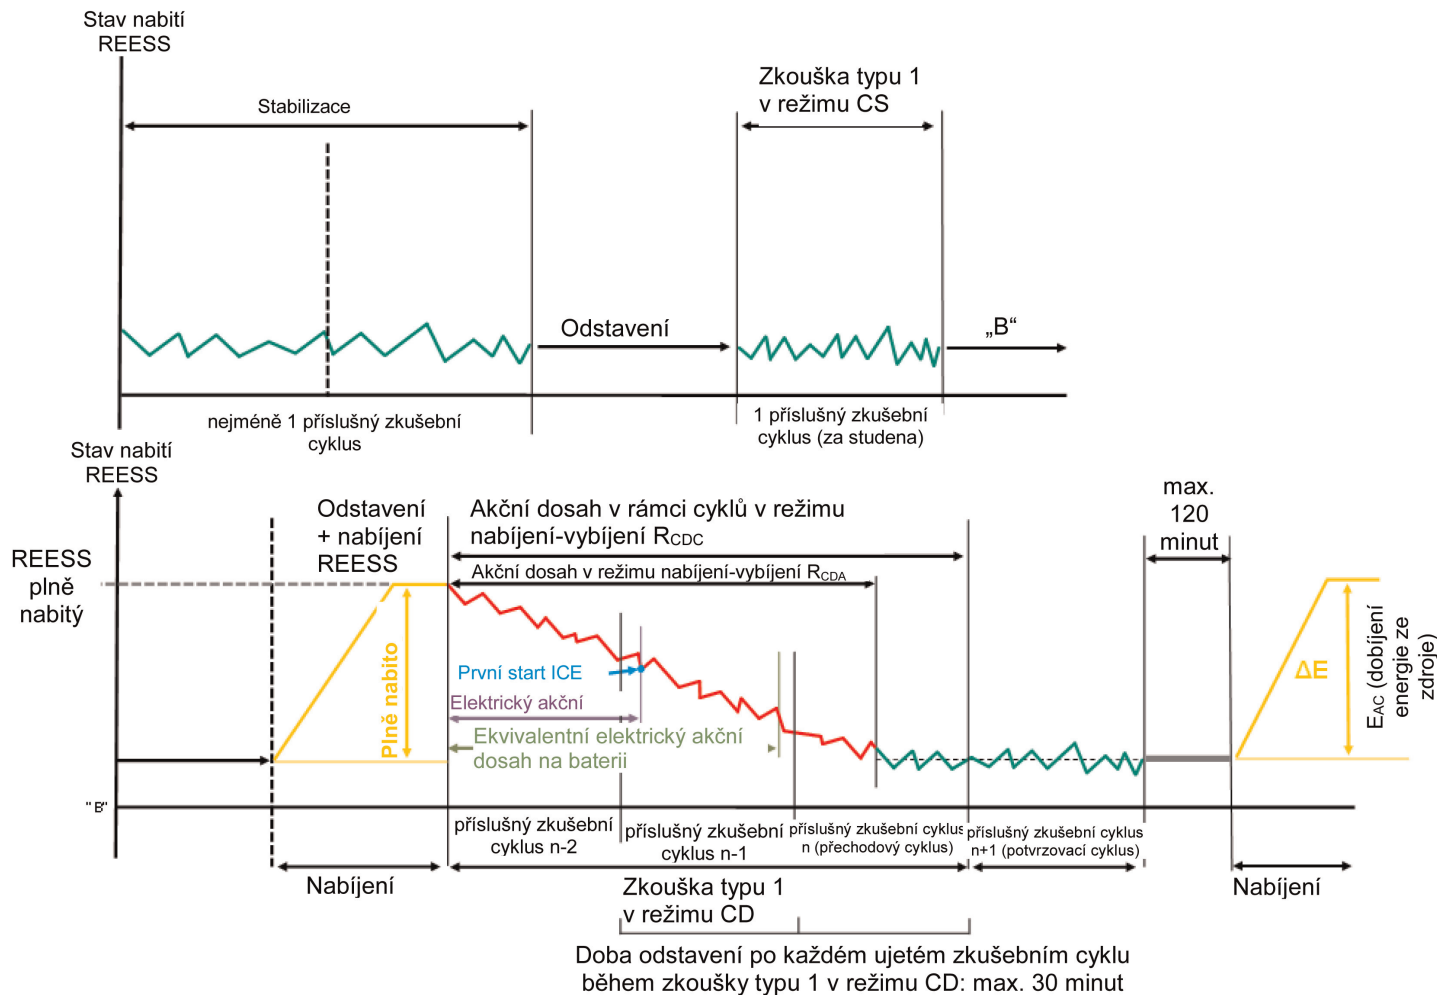 Stav nabití
REESS
Stabilizace
Zkouška typu 1
v režimu CS
Odstavení
„B“
nejméně 1 příslušný zkušební
cyklus
1 příslušný zkušební
cyklus (za studena)
Stav nabití
REESS
Odstavení
+ nabíjení
REESS
Akční dosah v rámci cyklů v režimu
nabíjení-vybíjení RCDC
max.
120
minut
REESS
plně
nabitý
Akční dosah v režimu nabíjení-vybíjení RCDA
Plně nabito
První start ICE
Elektrický akční
Ekvivalentní elektrický akční
dosah na baterii
ΔE
EAC (dobíjení
energie ze
zdroje)
"B"
příslušný zkušební
cyklus n-2
příslušný zkušební
cyklus n-1
příslušný zkušební cyklus
n (přechodový cyklus)
příslušný zkušební cyklus
n+1 (potvrzovací cyklus)
Nabíjení
Zkouška typu 1
v režimu CD
Nabíjení
Doba odstavení po každém ujetém zkušebním cyklu
během zkoušky typu 1 v režimu CD: max. 30 minut